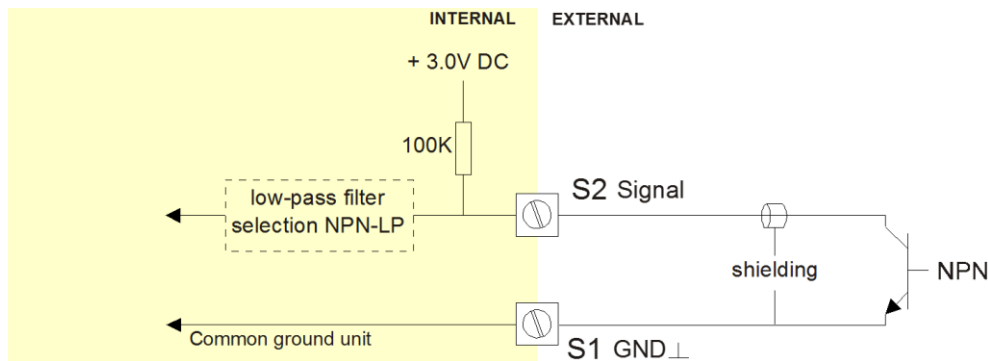 INTERNAL EXTERNAL
+ 3.0V DC
100K
low-pass filter
selection NPN-LP
S2 Signal
shielding
NPN
Common ground unit
S1 GND⊥